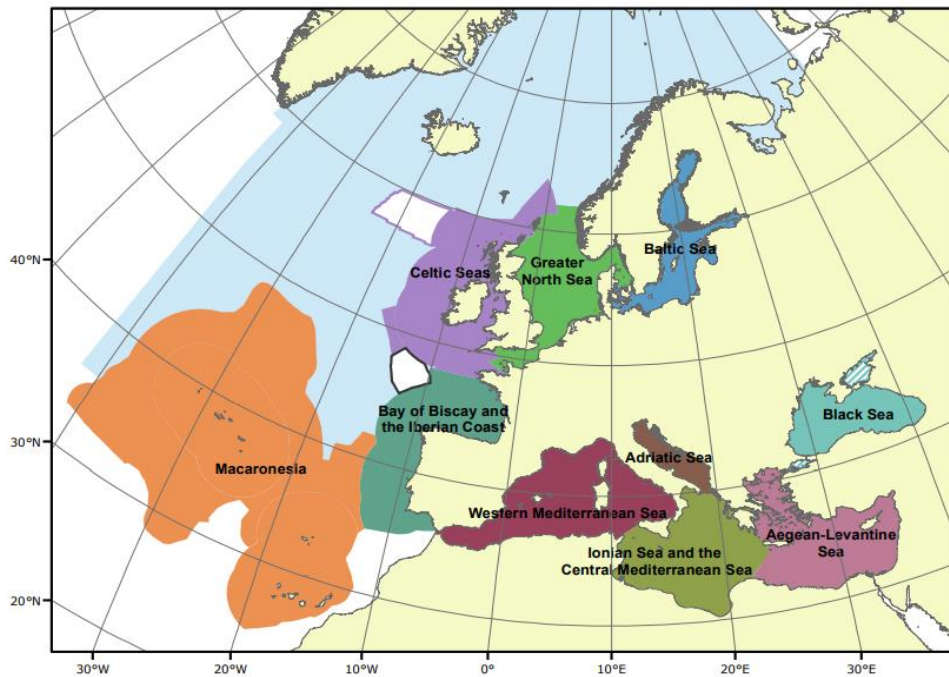 Celtic Seas
Greater
North Sea
Baltic Sea
40°N
Bay of Biscay and
the Iberian Coast
Black Sea
30°N
Macaronesia
Adriatic Sea
Western Mediterranean Sea
Aegean-Levantine
Sea
Ionian Sea and the
Central Mediterranean Sea
20°N
30°W
20°W
10°W
0°
10°E
20°E
30°E